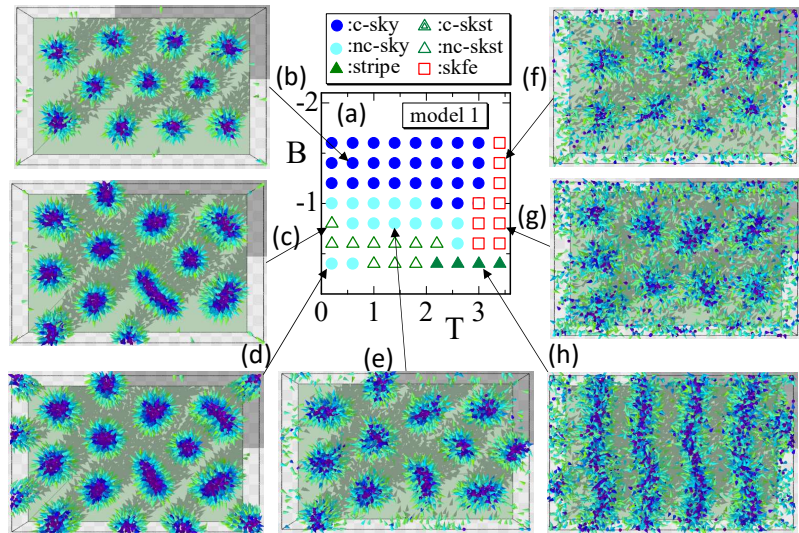 :c-sky :c-skst
:nc-sky :nc-skst
:stripe :skfe
(b)
(f)
(a) model 1
-2
B
-1
(c)
(g)
0 1 2 3
T
(d)
(e)
(h)